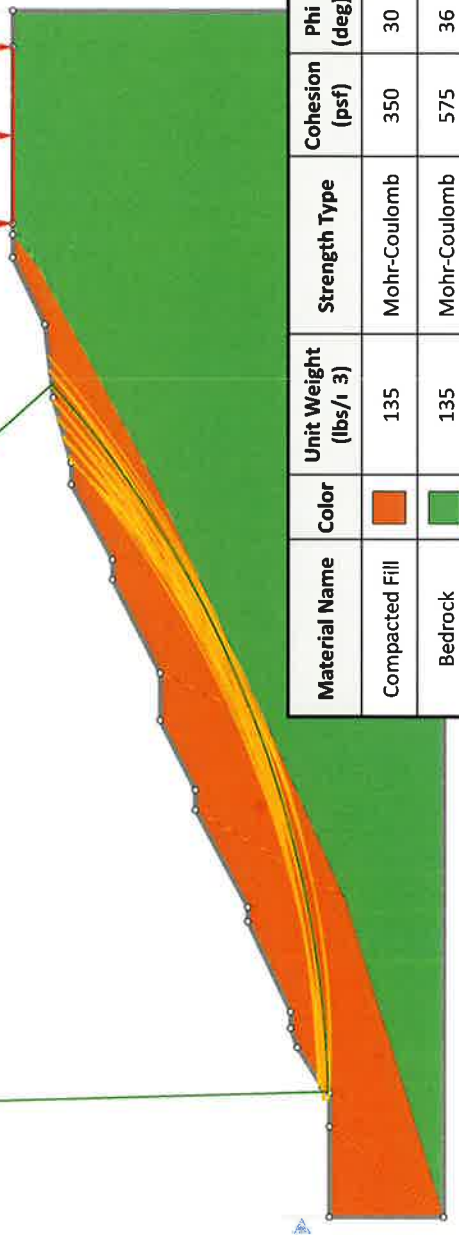 Material Name Color Unit Weight (lbs/ı 3) Strength Type Cohesion (psf) Phi (deg)
Compacted Fill 135 Mohr-Coulomb 350 30
Bedrock 135 Mohr-Coulomb 575 36